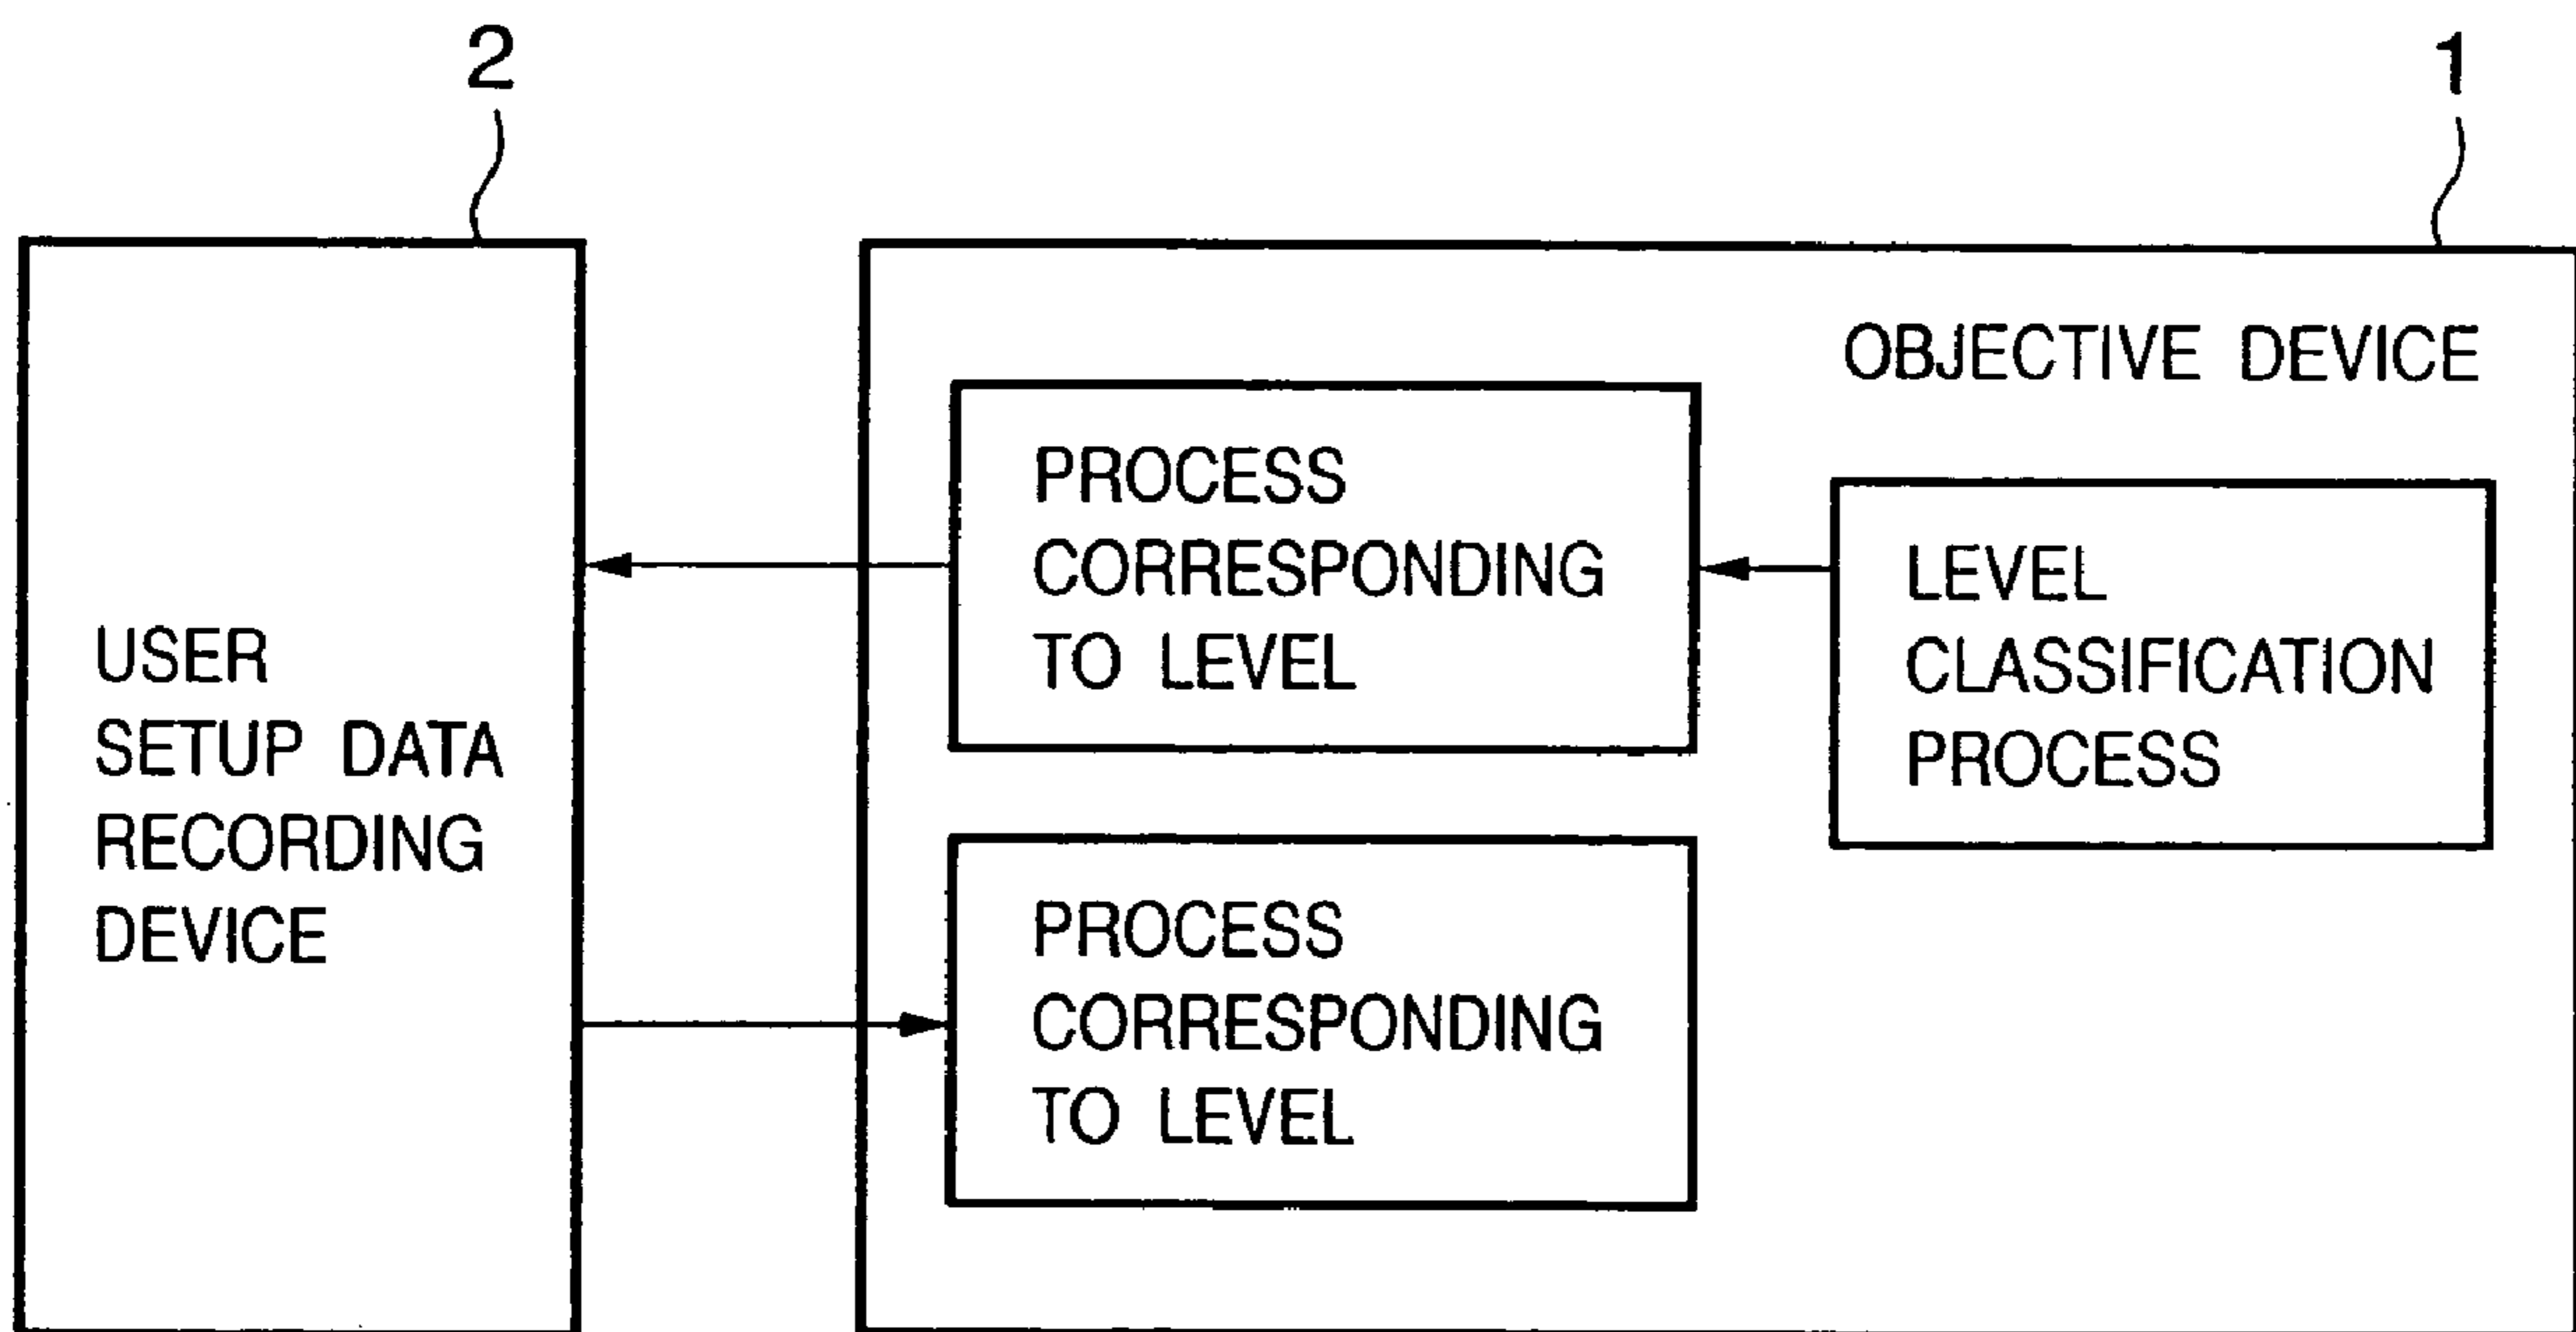 2
1
OBJECTIVE DEVICE
PROCESS
CORRESPONDING
TO LEVEL
LEVEL
CLASSIFICATION
PROCESS
USER
SETUP DATA
RECORDING
DEVICE
PROCESS
CORRESPONDING
TO LEVEL